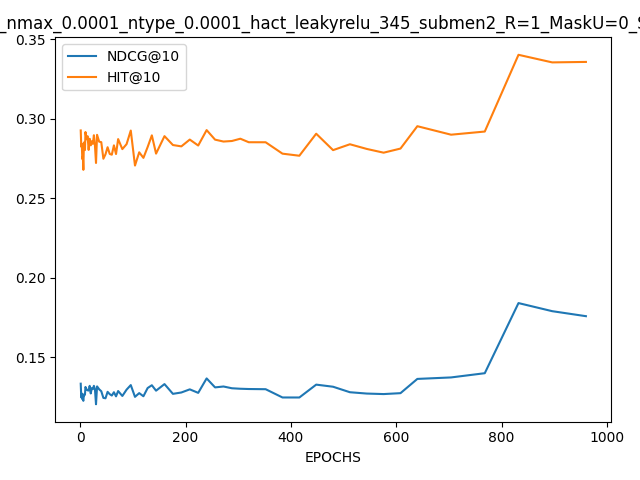 _nmax_0.0001_ntype_0.0001_hact_leakyrelu_345_submen2_R=1_MaskU=0_S
NDCG@10
HIT@10
0.35
0.30
0.25
0.20
0.15
0 200 400 600 800 1000
EPOCHS